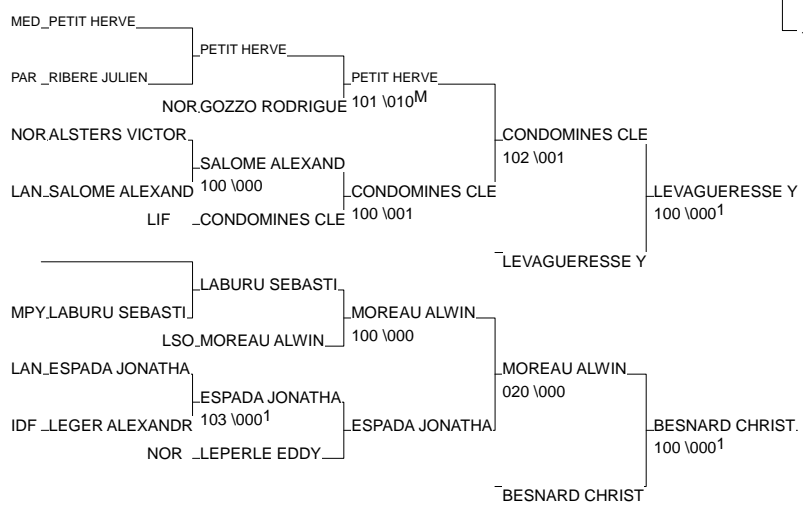 MED PETIT HERVE
PETIT HERVE
PAR RIBERE JULIEN
PETIT HERVE
NOR GOZZO RODRIGUE
101 \010M
NOR ALSTERS VICTOR
CONDOMINES CLE
102 \001
SALOME ALEXAND
100 \000
LAN SALOME ALEXAND
CONDOMINES CLE
100 \001
LEVAGUERESSE Y
100 \0001
LIF CONDOMINES CLE
LEVAGUERESSE Y
LABURU SEBASTI
MPY LABURU SEBASTI
MOREAU ALWIN
100 \000
LSO MOREAU ALWIN
LAN ESPADA JONATHA
MOREAU ALWIN
020 \000
ESPADA JONATHA
103 \0001
IDF LEGER ALEXANDR
ESPADA JONATHA
BESNARD CHRIST
100 \0001
NOR LEPERLE EDDY
BESNARD CHRIST